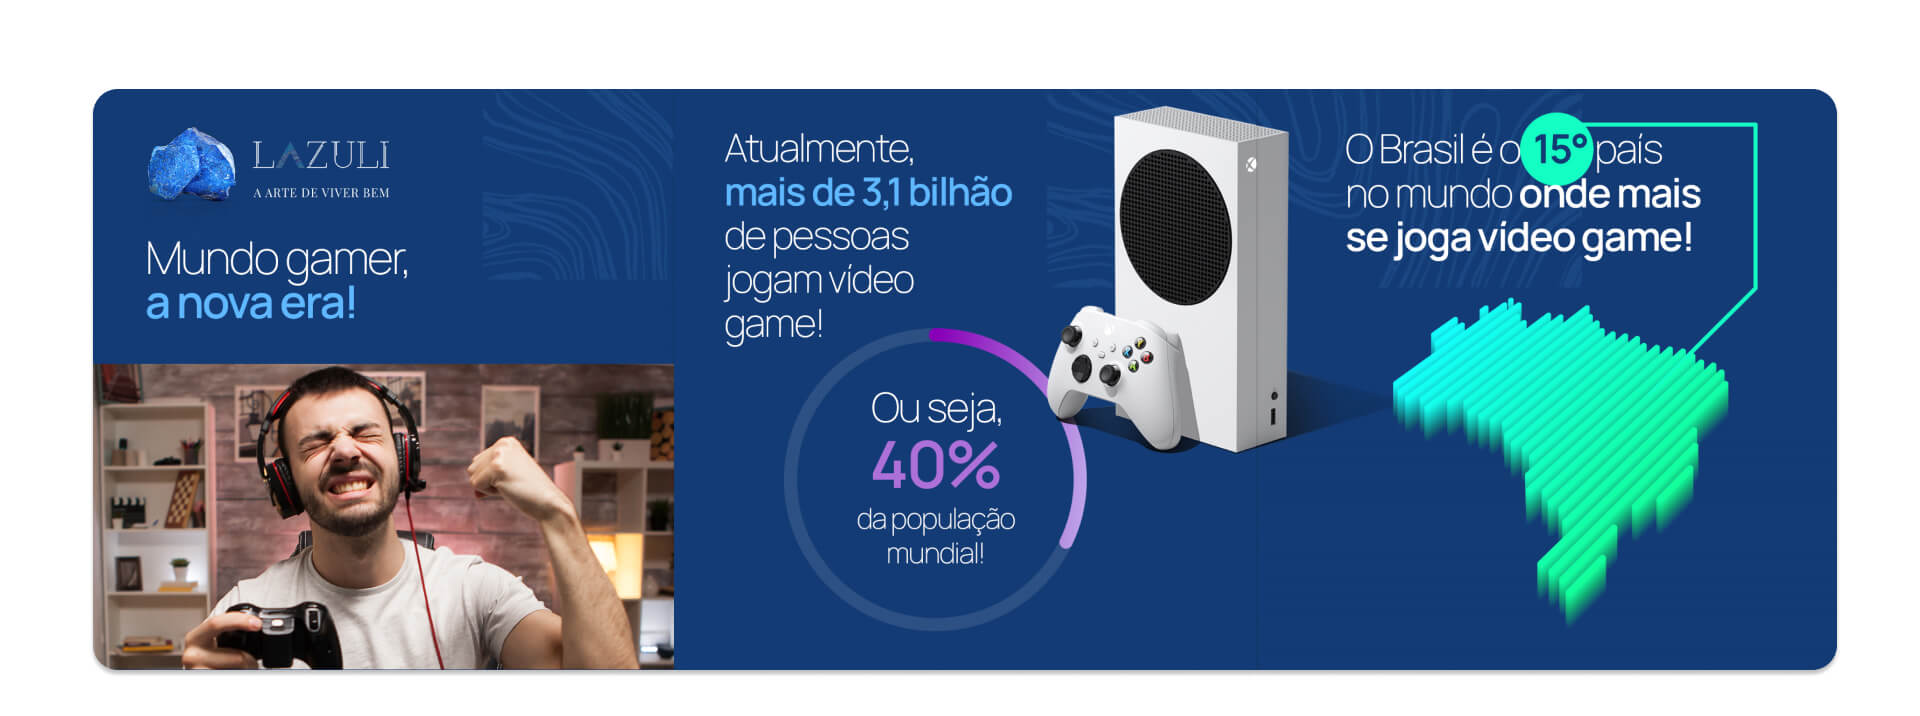 LAZULI
A ARTE DE VIVER BEM
Mundo gamer,
a nova era!
Atualmente,
mais de 3,1 bilhão
de pessoas
jogam vídeo
game!
Ou seja,
40%
da população
mundial!
O Brasil é o 15º país
no mundo onde mais
se joga vídeo game!